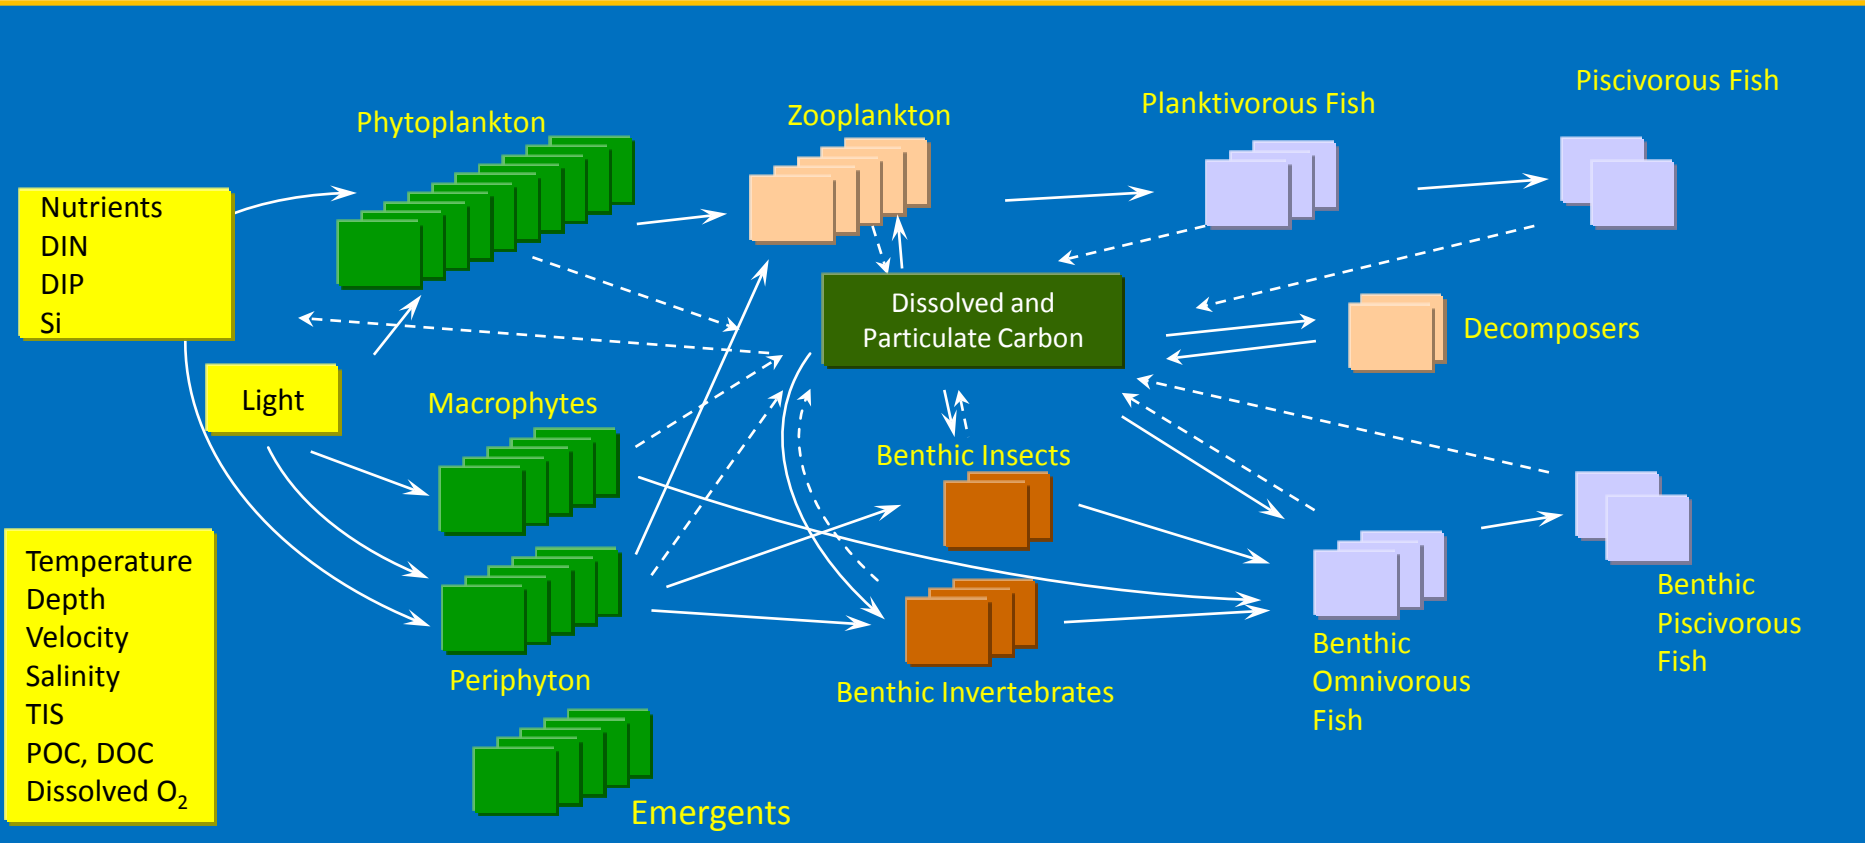 Piscivorous Fish
Planktivorous Fish
Phytoplankton
Zooplankton
Nutrients
DIN
DIP
Si
Dissolved and
Particulate Carbon
Decomposers
Light
Macrophytes
Benthic Insects
Temperature
Depth
Velocity
Salinity
TIS
POC, DOC
Dissolved O₂
Periphyton
Benthic Invertebrates
Benthic
Omnivorous
Fish
Benthic
Piscivorous
Fish
Emergents